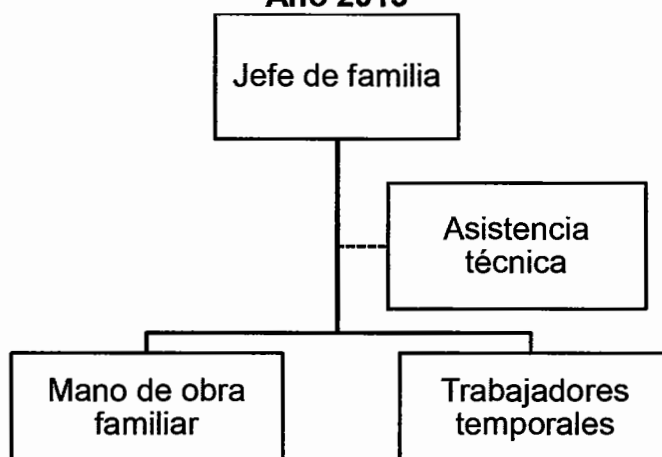 Jefe de familia
Asistencia
técnica
Mano de obra
familiar
Trabajadores
temporales